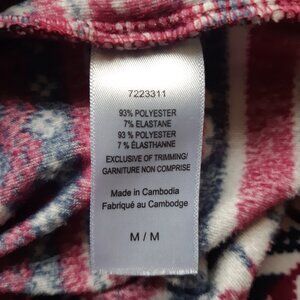 7223311
93% POLYESTER
7% ELASTANE
93 % POLYESTER
7 % ÉLASTHANNE
EXCLUSIVE OF TRIMMING/
GARNITURE NON COMPRISE
Made in Cambodia
Fabriqué au Cambodge
M / M